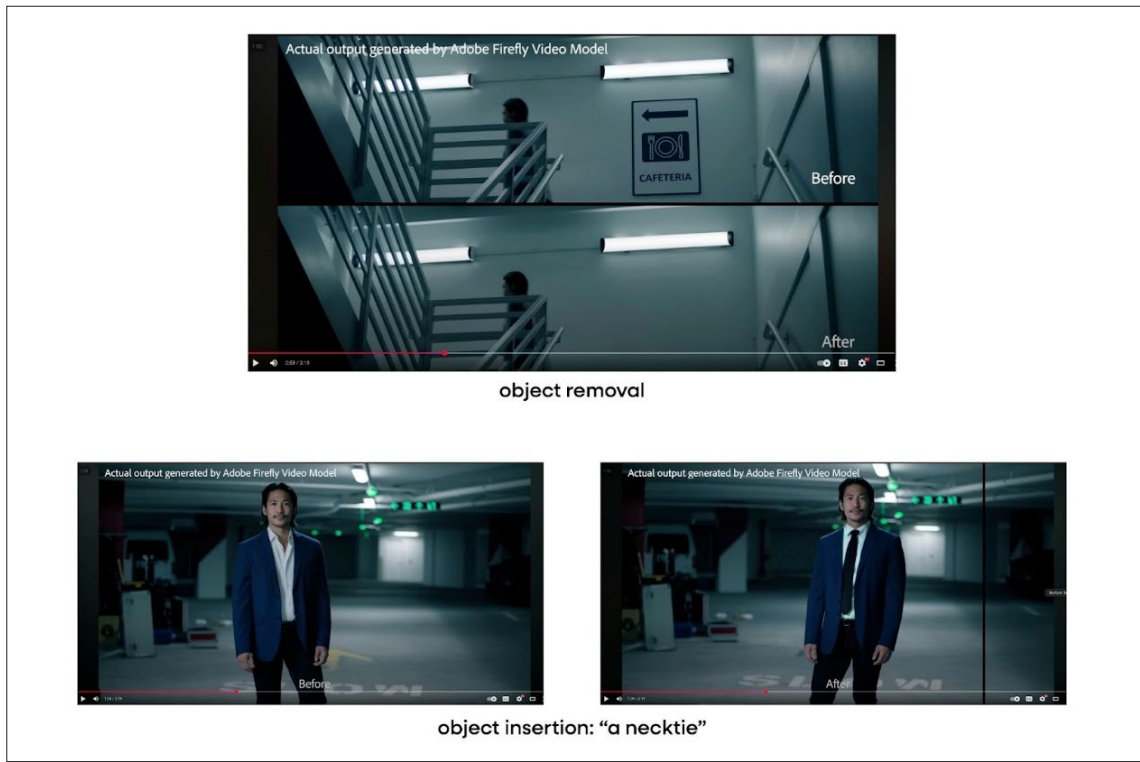 Actual output generated by Adobe Firefly Video Model
CAFETERIA
Before
After
object removal
Actual output generated by Adobe Firefly Video Model
Before
Actual output generated by Adobe Firefly Video Model
After
object insertion: “a necktie”